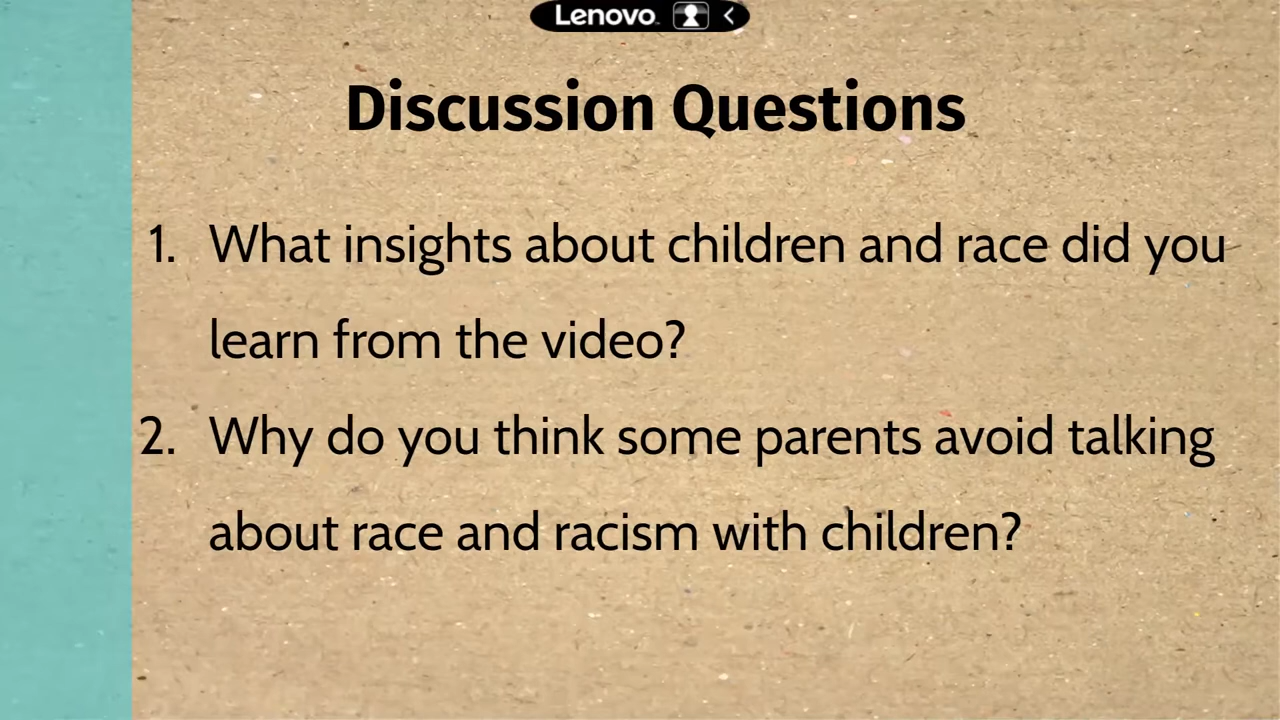 Lenovo
Discussion Questions
1. What insights about children and race did you
learn from the video?
2. Why do you think some parents avoid talking
about race and racism with children?